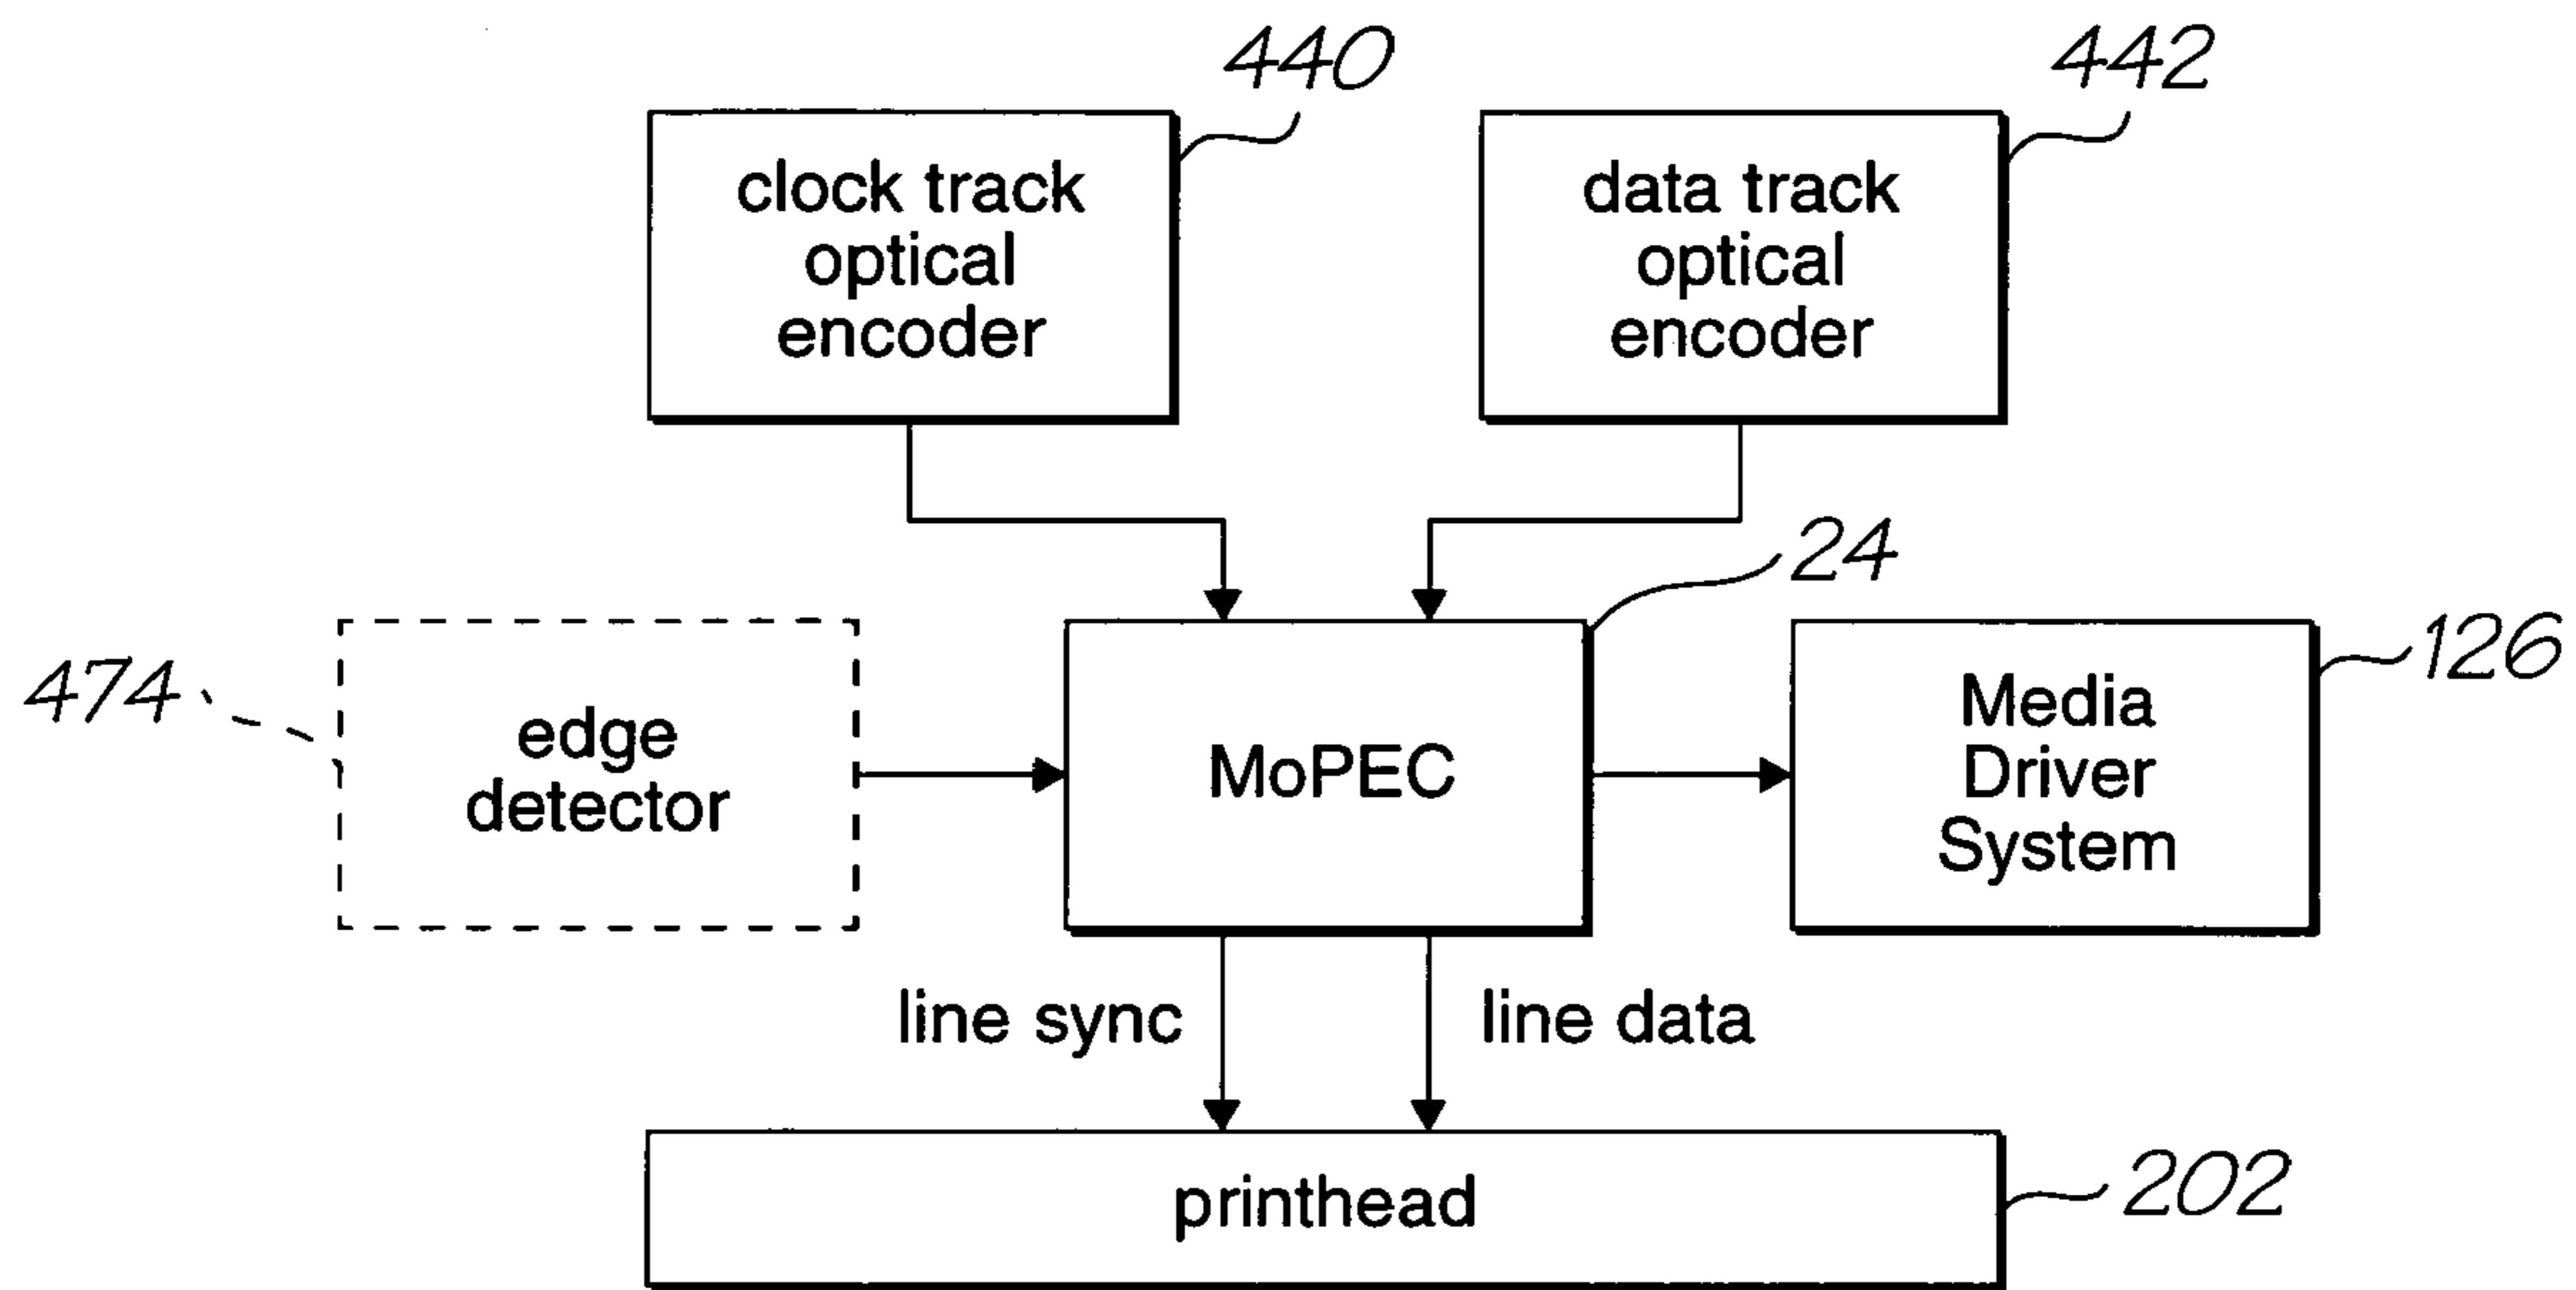 440
442
clock track
optical
encoder
data track
optical
encoder
24
474
edge
detector
MoPEC
Media
Driver
System
126
line sync
line data
printhead
202